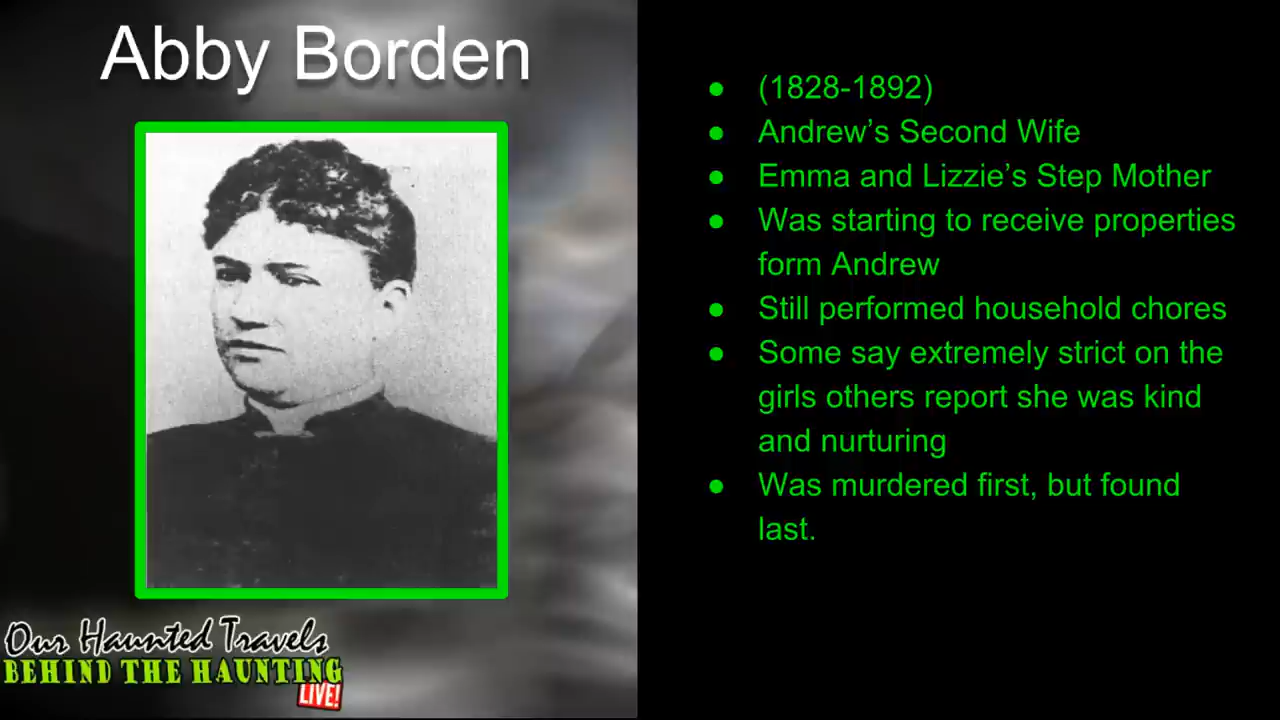 Abby Borden
● (1828-1892)
● Andrew’s Second Wife
● Emma and Lizzie’s Step Mother
● Was starting to receive properties
form Andrew
● Still performed household chores
● Some say extremely strict on the
girls others report she was kind
and nurturing
● Was murdered first, but found
last.
Our Haunted Travels
BEHIND THE HAUNTING
LIVE!